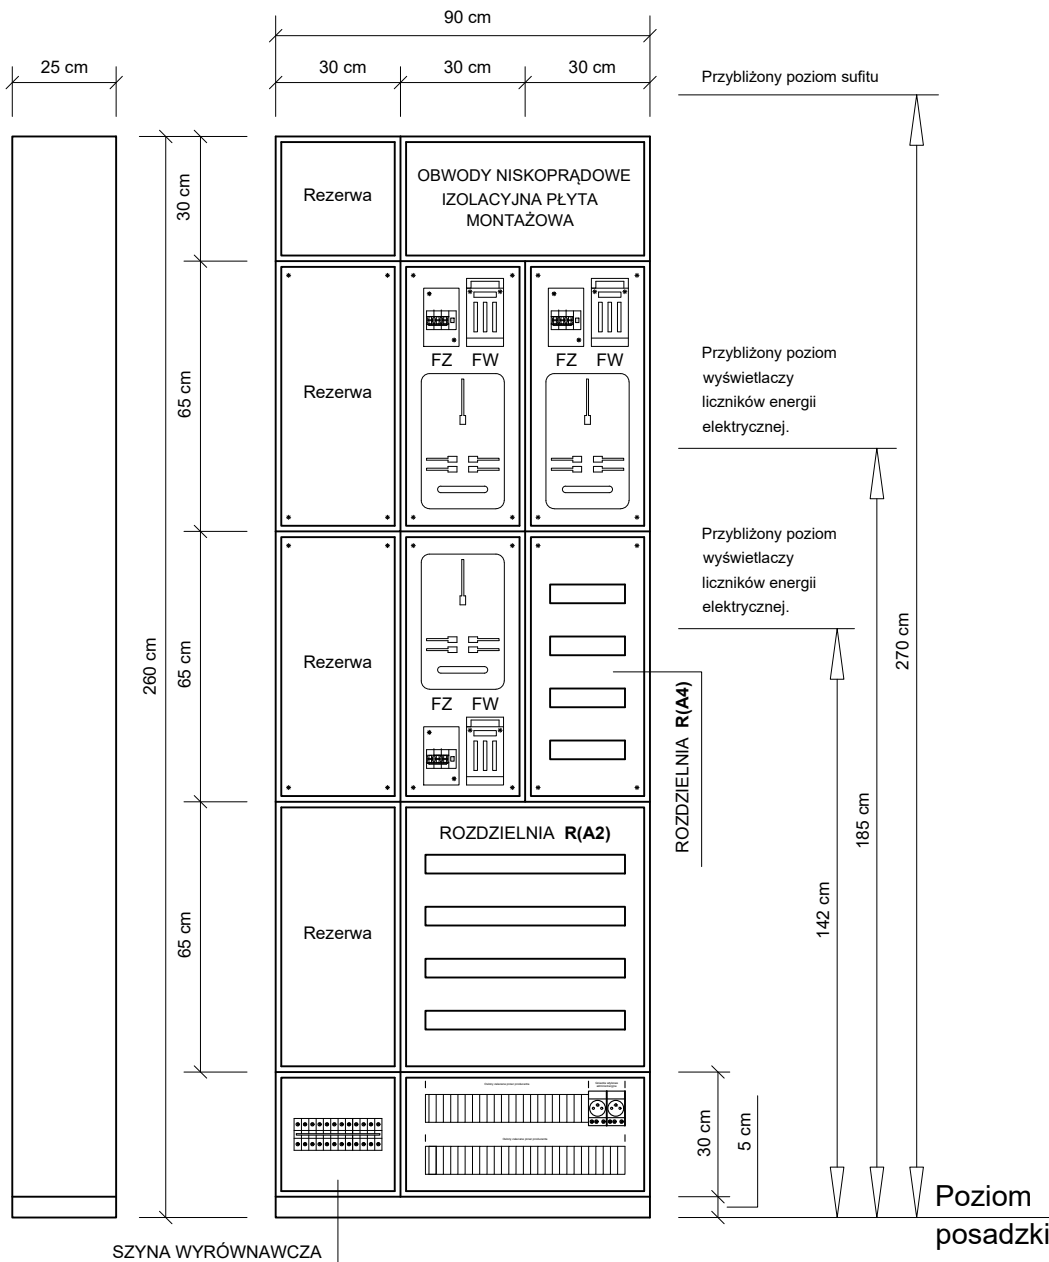 90 cm
25 cm
30 cm
30 cm
30 cm
Przybliżony poziom sufitu
30 cm
Rezerwa
OBWODY NISKOPRĄDOWE
IZOLACYJNA PŁYTA
MONTAŻOWA
65 cm
Rezerwa
FZ FW
FZ FW
Przybliżony poziom
wyświetlaczy
liczników energii
elektrycznej.
Przybliżony poziom
wyświetlaczy
liczników energii
elektrycznej.
260 cm
65 cm
Rezerwa
FZ FW
ROZDZIELNIA R(A4)
270 cm
185 cm
142 cm
65 cm
Rezerwa
ROZDZIELNIA R(A2)
30 cm
5 cm
SZYNA WYRÓWNAWCZA
Poziom
posadzki